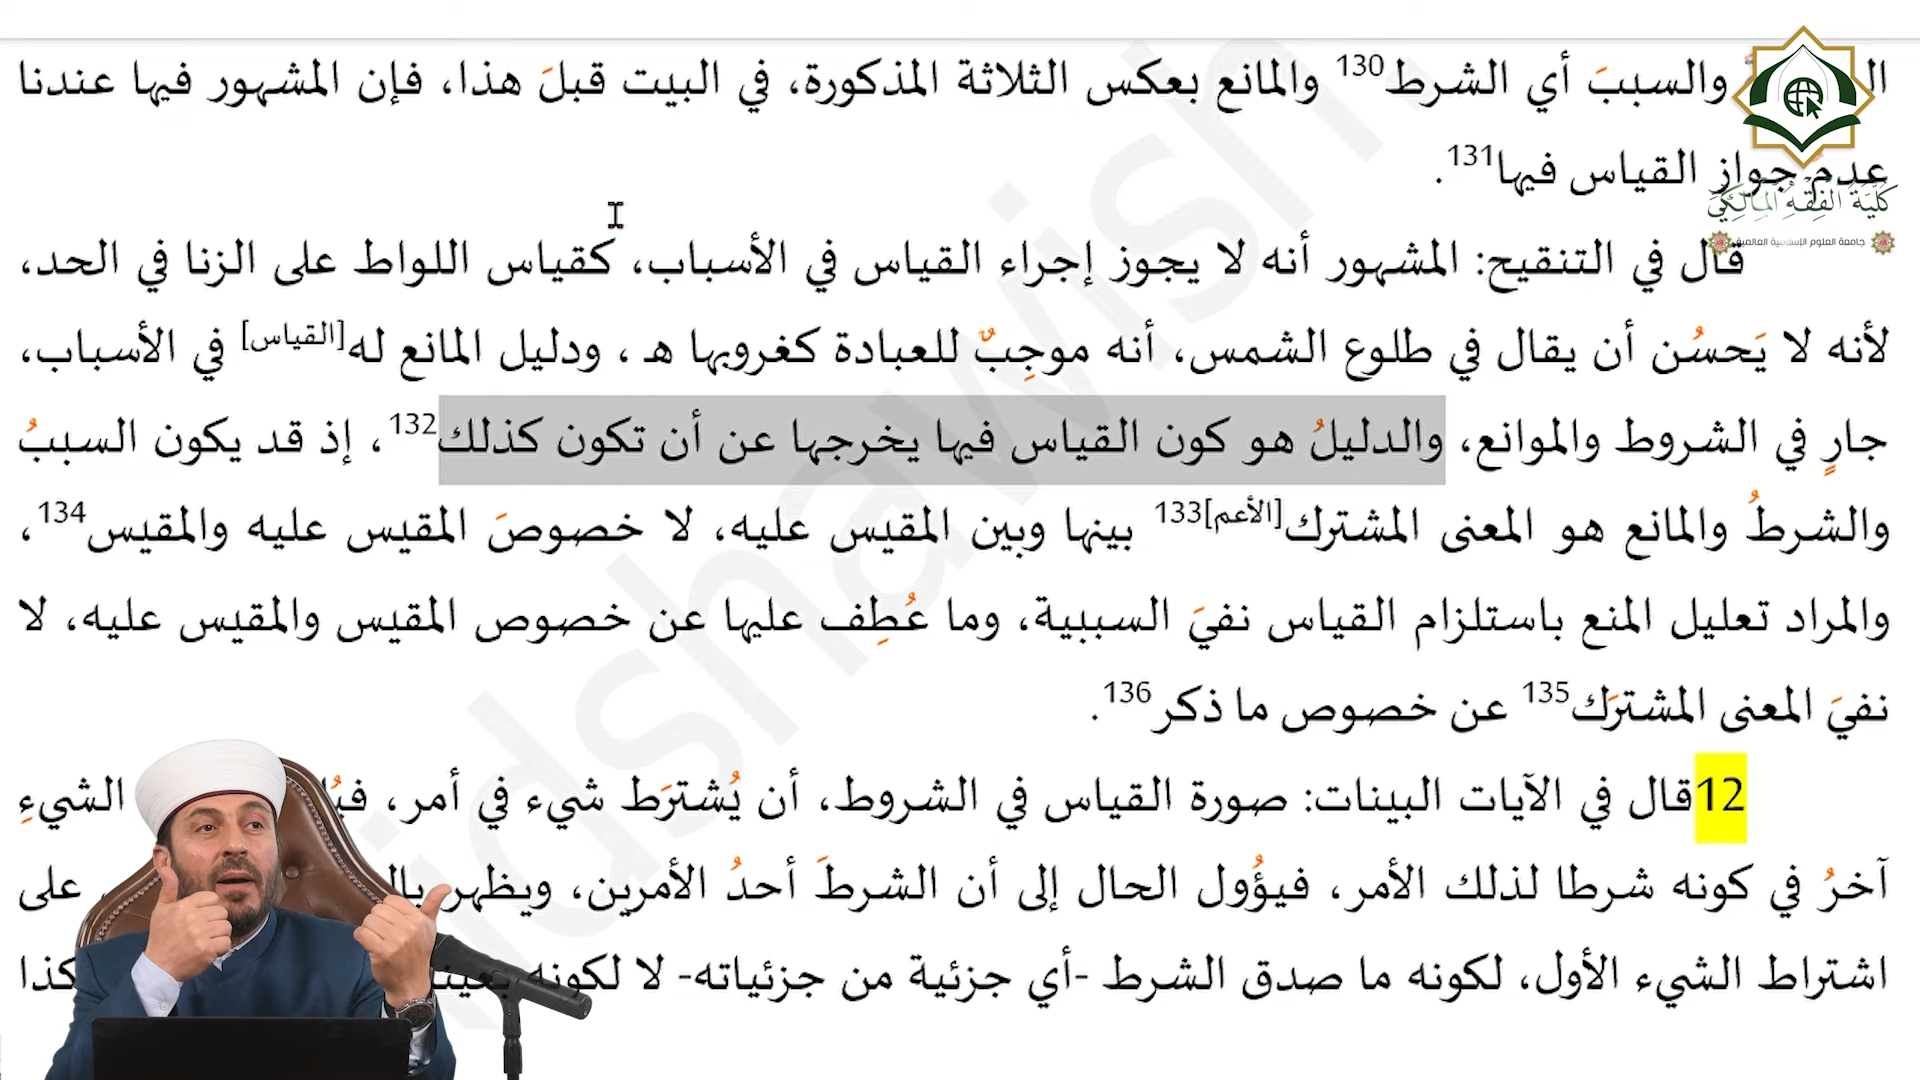 والسببَ أي الشرط130 والمانع بعكس الثلاثة المذكورة، في البيت قبلَ هذا، فإن المشهور فيها عندنا
عدمُ جوازِ القياس فيها131.
قال في التنقيح: المشهور أنه لا يجوز إجراء القياس في الأسباب، كقياس اللواط على الزنا في الحد،
لأنه لا يَحسُن أن يقال في طلوع الشمس، أنه موجِبٌ للعبادة كغروبها هـ ، ودليل المانع له[القياس] في الأسباب،
جارٍ في الشروط والموانع، والدليلُ هو كون القياس فيها يخرجها عن أن تكون كذلك132، إذ قد يكون السببُ
والشرطُ والمانع هو المعنى المشترك[الأعم]133 بينها وبين المقيس عليه، لا خصوصَ المقيس عليه والمقيس134،
والمراد تعليل المنع باستلزام القياس نفيَ السببية، وما عُطِف عليها عن خصوص المقيس والمقيس عليه، لا
نفيَ المعنى المشترَك135 عن خصوص ما ذكر136.
12قال في الآيات البينات: صورة القياس في الشروط، أن يُشترَط شيء في أمر، الشيءِ
آخرُ في كونه شرطا لذلك الأمر، فيؤُول الحال إلى أن الشرطَ أحدُ الأمرين، ويظهر على
اشتراط الشيء الأول، لكونه ما صدق الشرط -أي جزئية من جزئياته- لا لكونه كذا
كلية الفقه المالكي
جامعة العلوم الإسلامية العالمية
idshawish